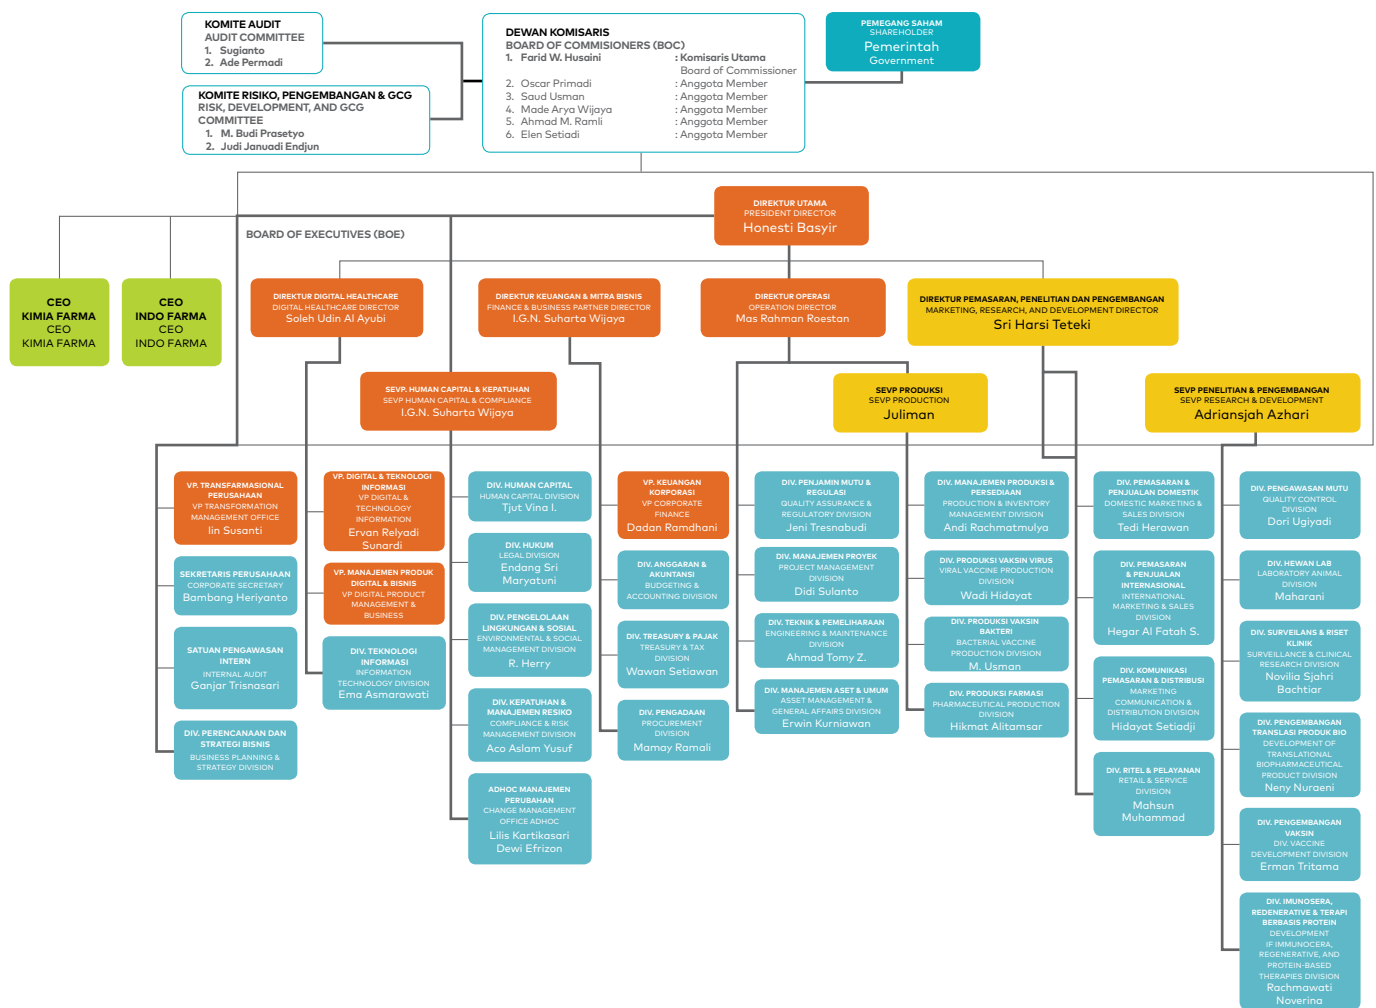 KOMITE AUDIT
AUDIT COMMITTEE
1. Sugianto
2. Ade Permadi
KOMITE RISIKO, PENGEMBANGAN & GCG
RISK, DEVELOPMENT, AND GCG
COMMITTEE
1. M. Budi Prasetyo
2. Judi Januadi Endjun
DEWAN KOMISARIS
BOARD OF COMMISIONERS (BOC)
1. Farid W. Husaini : Komisaris Utama
Board of Commissioner
2. Oscar Primadi : Anggota Member
3. Saud Usman : Anggota Member
4. Made Arya Wijaya : Anggota Member
5. Ahmad M. Ramli : Anggota Member
6. Elen Setiadi : Anggota Member
PEMEGANG SAHAM
SHAREHOLDER
Pemerintah
Government
DIREKTUR UTAMA
PRESIDENT DIRECTOR
Honesti Basyir
BOARD OF EXECUTIVES (BOE)
CEO
KIMIA FARMA
CEO
KIMIA FARMA
CEO
INDO FARMA
CEO
INDO FARMA
DIREKTUR DIGITAL HEALTHCARE
DIGITAL HEALTHCARE DIRECTOR
Soleh Udin Al Ayubi
DIREKTUR KEUANGAN & MITRA BISNIS
FINANCE & BUSINESS PARTNER DIRECTOR
I.G.N. Suharta Wijaya
DIREKTUR OPERASI
OPERATION DIRECTOR
Mas Rahman Roestan
DIREKTUR PEMASARAN, PENELITIAN DAN PENGEMBANGAN
MARKETING, RESEARCH, AND DEVELOPMENT DIRECTOR
Sri Harsi Teteki
SEVP. HUMAN CAPITAL & KEPATUHAN
SEVP HUMAN CAPITAL & COMPLIANCE
I.G.N. Suharta Wijaya
SEVP PRODUKSI
SEVP PRODUCTION
Juliman
SEVP PENELITIAN & PENGEMBANGAN
SEVP RESEARCH & DEVELOPMENT
Adriansjah Azhari
VP. TRANSFARMASIONAL
PERUSAHAAN
VP TRANSFORMATION
MANAGEMENT OFFICE
Iin Susanti
SEKRETARIS PERUSAHAAN
CORPORATE SECRETARY
Bambang Heriyanto
SATUAN PENGAWASAN
INTERN
INTERNAL AUDIT
Ganjar Trisnasari
DIV. PERENCANAAN DAN
STRATEGI BISNIS
BUSINESS PLANNING &
STRATEGY DIVISION
VP. DIGITAL & TEKNOLOGI
INFORMASI
VP DIGITAL &
TECHNOLOGY
INFORMATION
Ervan Relyadi
Sunardi
VP. MANAJEMEN PRODUK
DIGITAL & BISNIS
VP DIGITAL PRODUCT
MANAGEMENT &
BUSINESS
DIV. TEKNOLOGI
INFORMASI
INFORMATION
TECHNOLOGY DIVISION
Ema Asmarawati
DIV. HUMAN CAPITAL
HUMAN CAPITAL DIVISION
Tjut Vina I.
DIV. HUKUM
LEGAL DIVISION
Endang Sri
Maryatuni
DIV. PENGELOLAAN
LINGKUNGAN & SOSIAL
ENVIRONMENTAL & SOCIAL
MANAGEMENT DIVISION
R. Herry
DIV. KEPATUHAN &
MANAJEMEN RESIKO
COMPLIANCE & RISK
MANAGEMENT DIVISION
Aco Aslam Yusuf
ADHOC MANAJEMEN
PERUBAHAN
CHANGE MANAGEMENT
OFFICE ADHOC
Lilis Kartikasari
Dewi Efrizon
VP. KEUANGAN
KORPORASI
VP CORPORATE
FINANCE
Dadan Ramdhani
DIV. ANGGARAN &
AKUNTANSI
BUDGETING &
ACCOUNTING DIVISION
DIV. TREASURY & PAJAK
TREASURY & TAX
DIVISION
Wawan Setiawan
DIV. PENGADAAN
PROCUREMENT
DIVISION
Mamay Ramali
DIV. PENJAMIN MUTU &
REGULASI
QUALITY ASSURANCE &
REGULATORY DIVISION
Jeni Tresnabudi
DIV. MANAJEMEN PROYEK
PROJECT MANAGEMENT
DIVISION
Didi Sulanto
DIV. TEKNIK & PEMELIHARAAN
ENGINEERING & MAINTENANCE
DIVISION
Ahmad Tomy Z.
DIV. MANAJEMEN ASET & UMUM
ASSET MANAGEMENT &
GENERAL AFFAIRS DIVISION
Erwin Kurniawan
DIV. MANAJEMEN PRODUKSI &
PERSEDIAAN
PRODUCTION & INVENTORY
MANAGEMENT DIVISION
Andi Rachmatmulya
DIV. PRODUKSI VAKSIN VIRUS
VIRAL VACCINE PRODUCTION
DIVISION
Wadi Hidayat
DIV. PRODUKSI VAKSIN
BAKTERI
BACTERIAL VACCINE
PRODUCTION DIVISION
M. Usman
DIV. PRODUKSI FARMASI
PHARMACEUTICAL PRODUCTION
DIVISION
Hikmat Alitamsar
DIV. PEMASARAN &
PENJUALAN DOMESTIK
DOMESTIC MARKETING &
SALES DIVISION
Tedi Herawan
DIV. PEMASARAN
& PENJUALAN
INTERNASIONAL
INTERNATIONAL
MARKETING & SALES
DIVISION
Hegar Al Fatah S.
DIV. KOMUNIKASI
PEMASARAN & DISTRIBUSI
MARKETING
COMMUNICATION &
DISTRIBUTION DIVISION
Hidayat Setiadji
DIV. RITEL & PELAYANAN
RETAIL & SERVICE
DIVISION
Mahsun
Muhammad
DIV. PENGAWASAN MUTU
QUALITY CONTROL
DIVISION
Dori Ugiyadi
DIV. HEWAN LAB
LABORATORY ANIMAL
DIVISION
Maharani
DIV. SURVEILANS & RISET
KLINIK
SURVEILLANCE & CLINICAL
RESEARCH DIVISION
Novilia Sjahri
Bachtiar
DIV. PENGEMBANGAN
TRANSLASI PRODUK BIO
DEVELOPMENT OF
TRANSLATIONAL
BIOPHARMACEUTICAL
PRODUCT DIVISION
Neny Nuraeni
DIV. PENGEMBANGAN
VAKSIN
DIV. VACCINE
DEVELOPMENT DIVISION
Erman Tritama
DIV. IMUNOSERA,
REDENERATIVE & TERAPI
BERBASIS PROTEIN
DEVELOPMENT
IF IMMUNOCERA,
REGENERATIVE, AND
PROTEIN-BASED
THERAPIES DIVISION
Rachmawati
Noverina